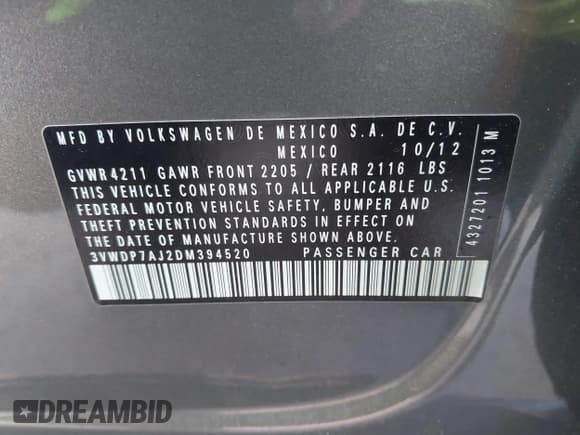 MFD BY VOLKSWAGEN DE MEXICO S.A. DE C.V.
MEXICO 10/12
GVWR4211 GAWR FRONT 2205 / REAR 2116 LBS
THIS VEHICLE CONFORMS TO ALL APPLICABLE U.S.
FEDERAL MOTOR VEHICLE SAFETY, BUMPER AND
THEFT PREVENTION STANDARDS IN EFFECT ON
DATE OF MANUFACTURE SHOWN ABOVE.
3VWDP7AJ2DM394520 PASSENGER CAR
4327201 1013 M
DREAMBID